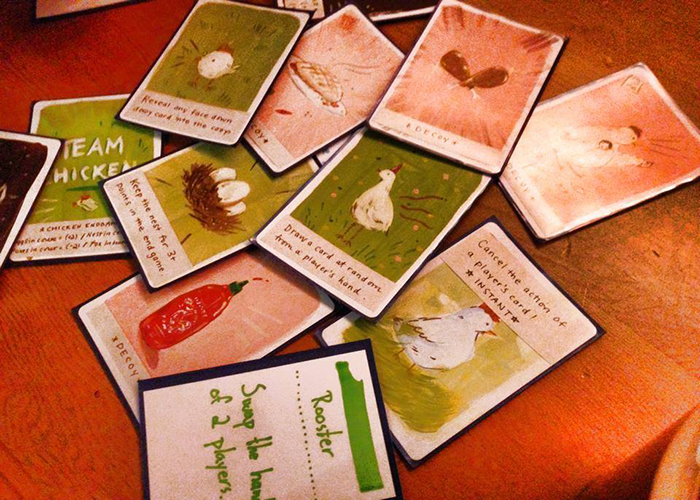 Reveal any face down
decoy card into the coop
TEAM
CHICKEN
Keep the nest for 3+
points in the end game.
Draw a card at random
from a player's hand.
★DECOY★
Cancel the action of
a player's card!
★INSTANT★
★DECOY
Rooster
Swap the
of 2 players.